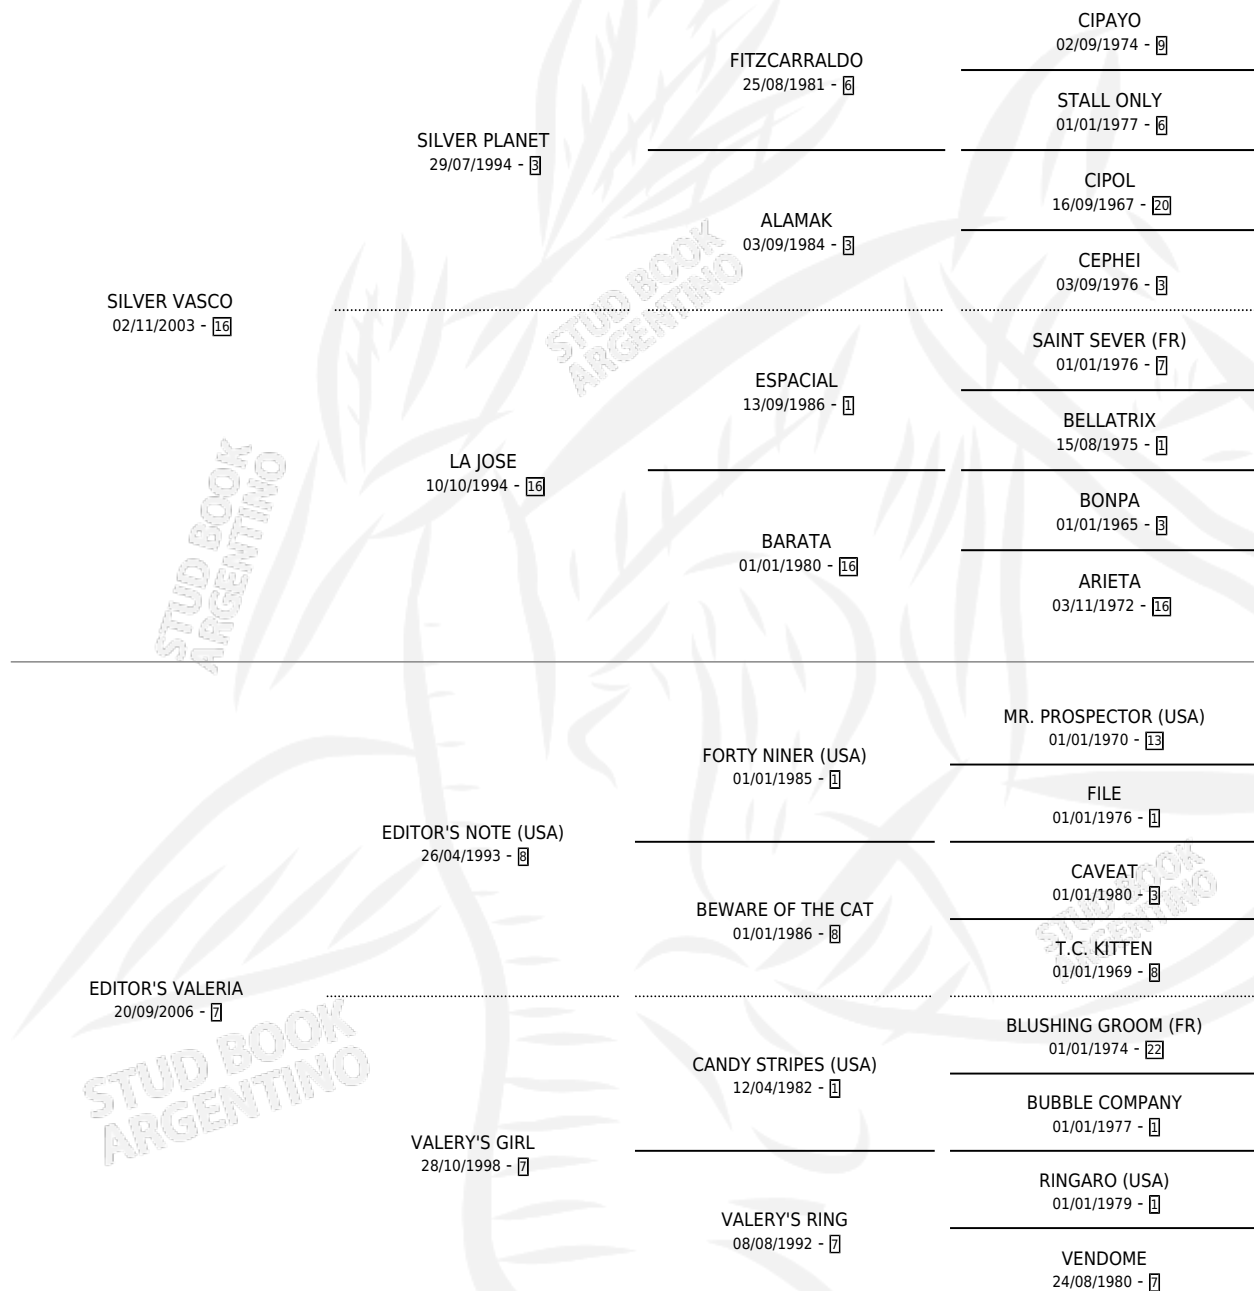 CIPAYO
02/09/1974 - 9
FITZCARRALDO
25/08/1981 - 6
STALL ONLY
01/01/1977 - 6
SILVER PLANET
29/07/1994 - 3
CIPOL
16/09/1967 - 20
ALAMAK
03/09/1984 - 3
CEPHEI
03/09/1976 - 3
SILVER VASCO
02/11/2003 - 16
SAINT SEVER (FR)
01/01/1976 - 7
ESPACIAL
13/09/1986 - 1
BELLATRIX
15/08/1975 - 1
LA JOSE
10/10/1994 - 16
BONPA
01/01/1965 - 3
BARATA
01/01/1980 - 16
ARIETA
03/11/1972 - 16
MR. PROSPECTOR (USA)
01/01/1970 - 13
FORTY NINER (USA)
01/01/1985 - 1
FILE
01/01/1976 - 1
EDITOR'S NOTE (USA)
26/04/1993 - 8
CAVEAT
01/01/1980 - 3
BEWARE OF THE CAT
01/01/1986 - 8
T.C. KITTEN
01/01/1969 - 8
EDITOR'S VALERIA
20/09/2006 - 7
BLUSHING GROOM (FR)
01/01/1974 - 22
CANDY STRIPES (USA)
12/04/1982 - 1
BUBBLE COMPANY
01/01/1977 - 1
VALERY'S GIRL
28/10/1998 - 7
RINGARO (USA)
01/01/1979 - 1
VALERY'S RING
08/08/1992 - 7
VENDOME
24/08/1980 - 7
STUD BOOK
ARGENTINO
STUD BOOK
ARGENTINO
STUD BOOK
ARGENTINO
STUD BOOK
ARGENTINO